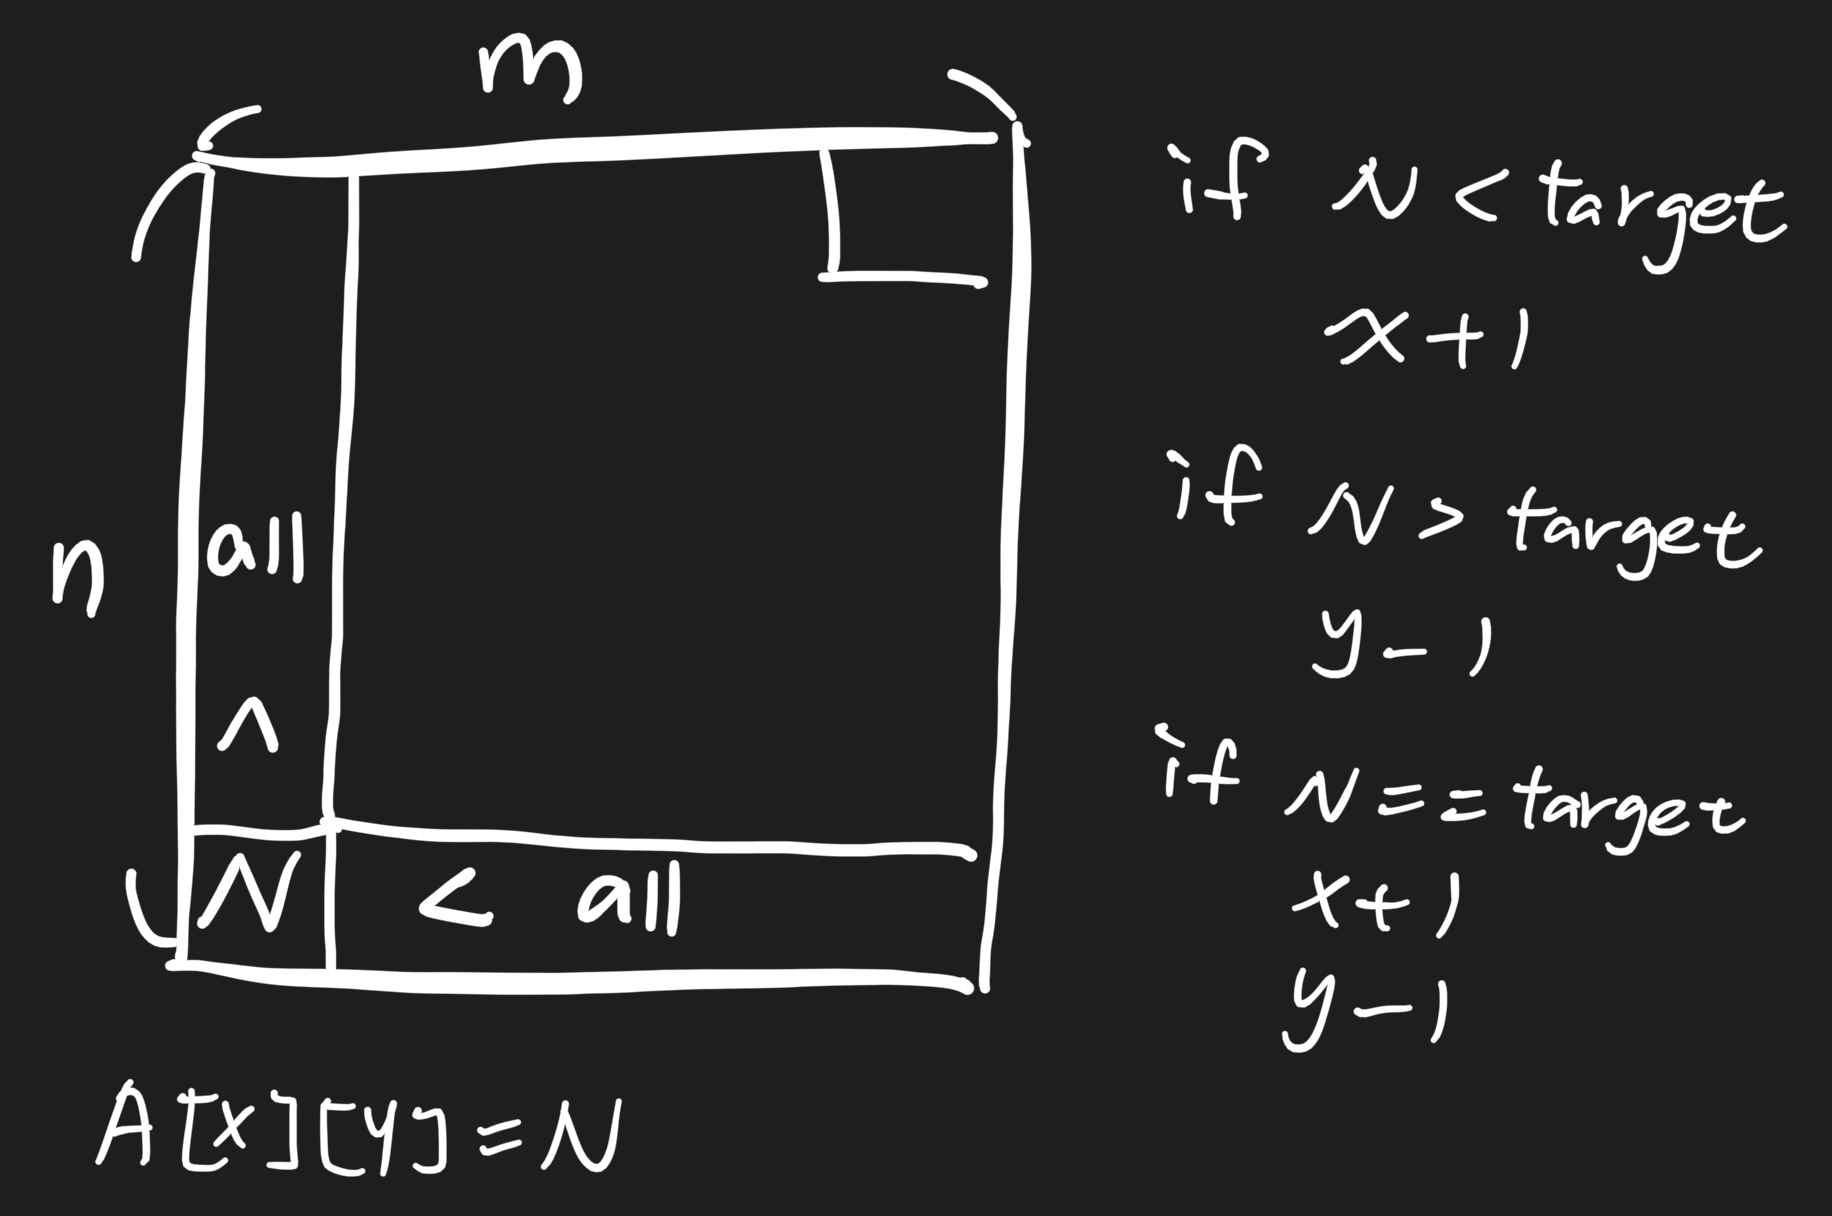 m
n
all
^
N < all
A[x][y]=N
if N < target
x+1
if N > target
y-1
if N==target
x+1
y-1